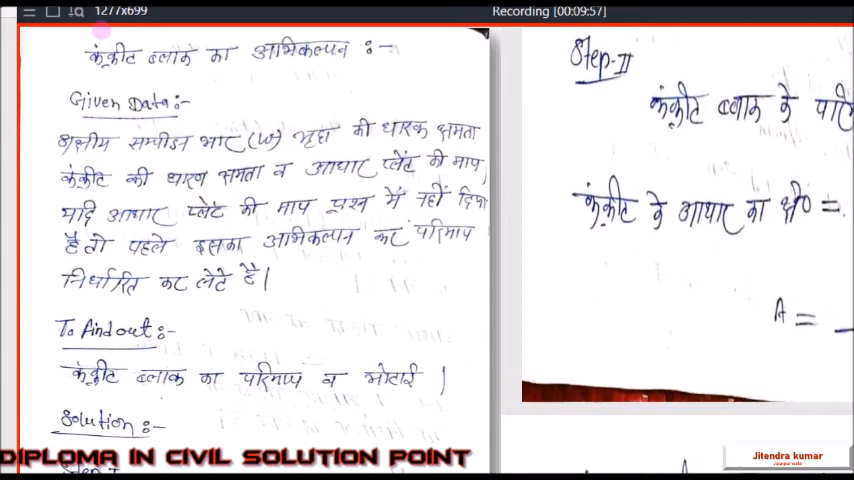 1277x699
Recording [00:09:57]
कंक्रीट ब्लाक का अभिकल्पन :-
Given Data:-
अक्षीय सम्पीडन भार (W) मृदा की धारक क्षमता
कंक्रीट की धारण क्षमता व आधार प्लेट की माप,
यदि आधार प्लेट की माप प्रश्न में नहीं दिया
है तो पहले इसका अभिकल्पन कर परिमाप
निर्धारित कर लेते है।
To find out:-
कंक्रीट ब्लाक का परिमाप व मोटाई।
Solution:-
Step-II
कंक्रीट ब्लाक के
कंक्रीट के आधार का क्षे० =
A =
DIPLOMA IN CIVIL SOLUTION POINT
Jitendra kumar
Jaunpur wala